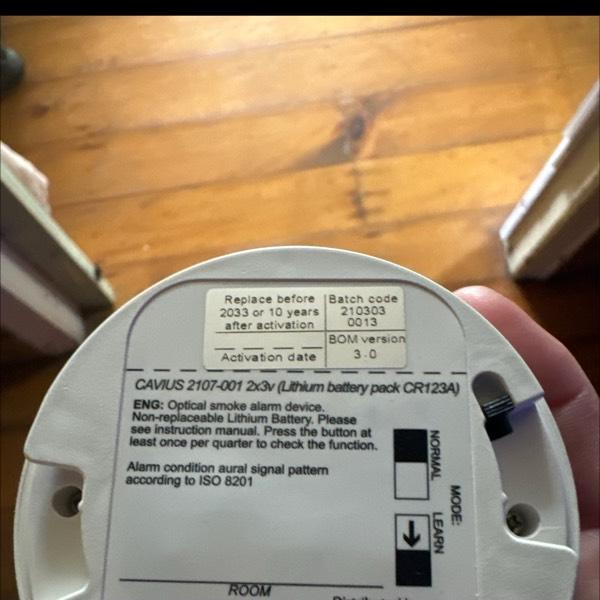 Replace before
2033 or 10 years
after activation
Activation date
Batch code
210303
0013
BOM version
3.0
CAVIUS 2107-001 2x3v (Lithium battery pack CR123A)
ENG: Optical smoke alarm device.
Non-replaceable Lithium Battery. Please
see instruction manual. Press the button at
least once per quarter to check the function.
Alarm condition aural signal pattern
according to ISO 8201
NORMAL
MODE:
LEARN
ROOM